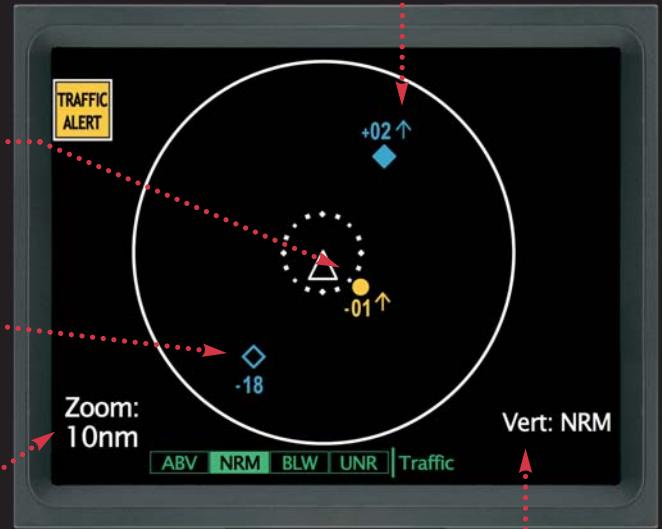 TRAFFIC
ALERT
+02↑
-01↑
-18
Zoom:
10nm
Vert: NRM
ABV NRM BLW UNR Traffic